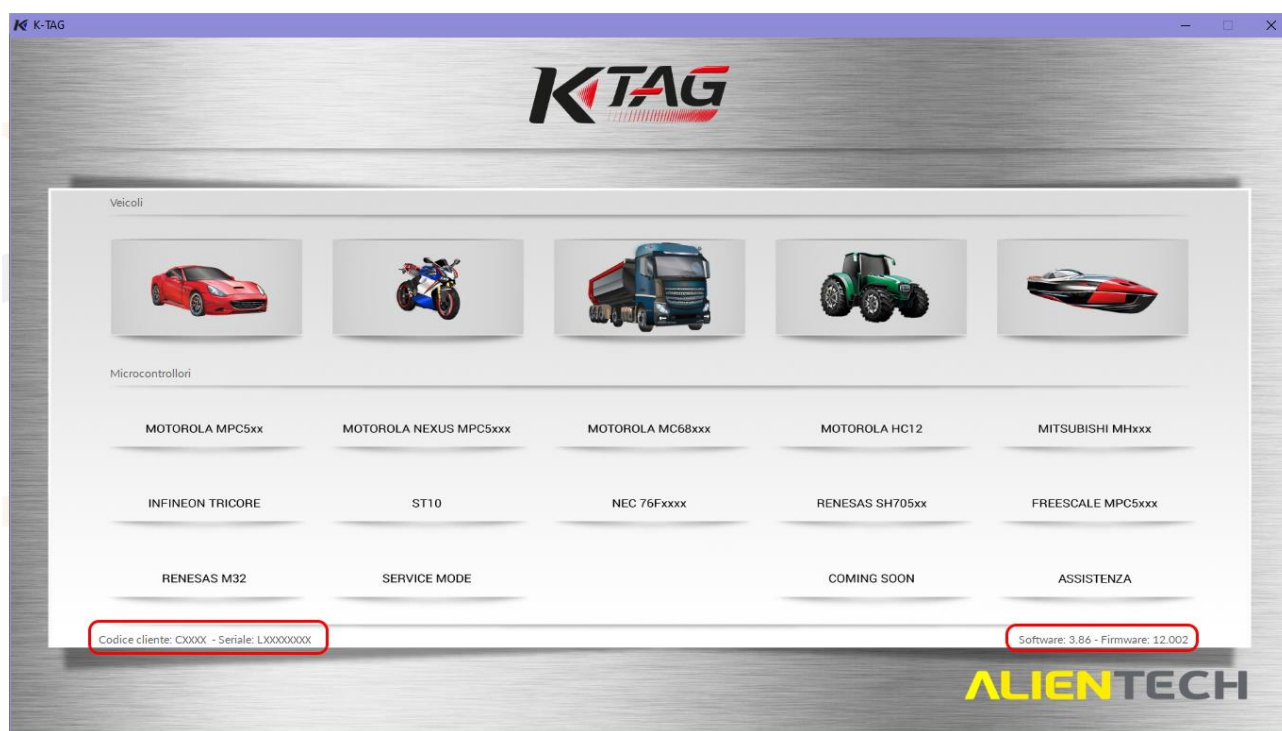 K-TAG
KTAG
Veicoli
Microcontrollori
MOTOROLA MPC5xx MOTOROLA NEXUS MPC5xxx MOTOROLA MC68xxx MOTOROLA HC12 MITSUBISHI MHxxx
INFINEON TRICORE ST10 NEC 76Fxxxx RENESAS SH705xx FREESCALE MPC5xxx
RENESAS M32 SERVICE MODE COMING SOON ASSISTENZA
Codice cliente: CXXXX - Seriale: LXXXXXXXX Software: 3.86 - Firmware: 12.002
ALIENTECH